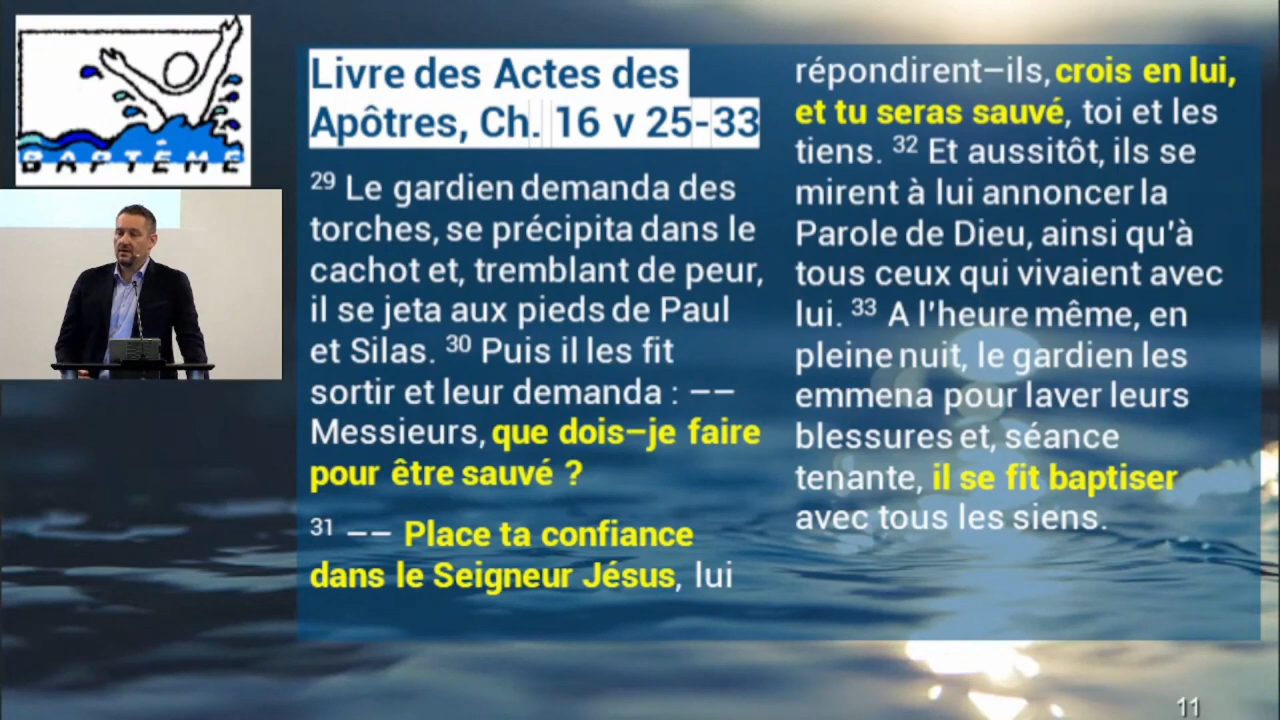 BAPTÊME
Livre des Actes des
Apôtres, Ch. 16 v 25-33
29 Le gardien demanda des
torches, se précipita dans le
cachot et, tremblant de peur,
il se jeta aux pieds de Paul
et Silas. 30 Puis il les fit
sortir et leur demanda : ––
Messieurs, que dois–je faire
pour être sauvé ?
31 –– Place ta confiance
dans le Seigneur Jésus, lui
répondirent–ils, crois en lui,
et tu seras sauvé, toi et les
tiens. 32 Et aussitôt, ils se
mirent à lui annoncer la
Parole de Dieu, ainsi qu'à
tous ceux qui vivaient avec
lui. 33 A l'heure même, en
pleine nuit, le gardien les
emmena pour laver leurs
blessures et, séance
tenante, il se fit baptiser
avec tous les siens.
11